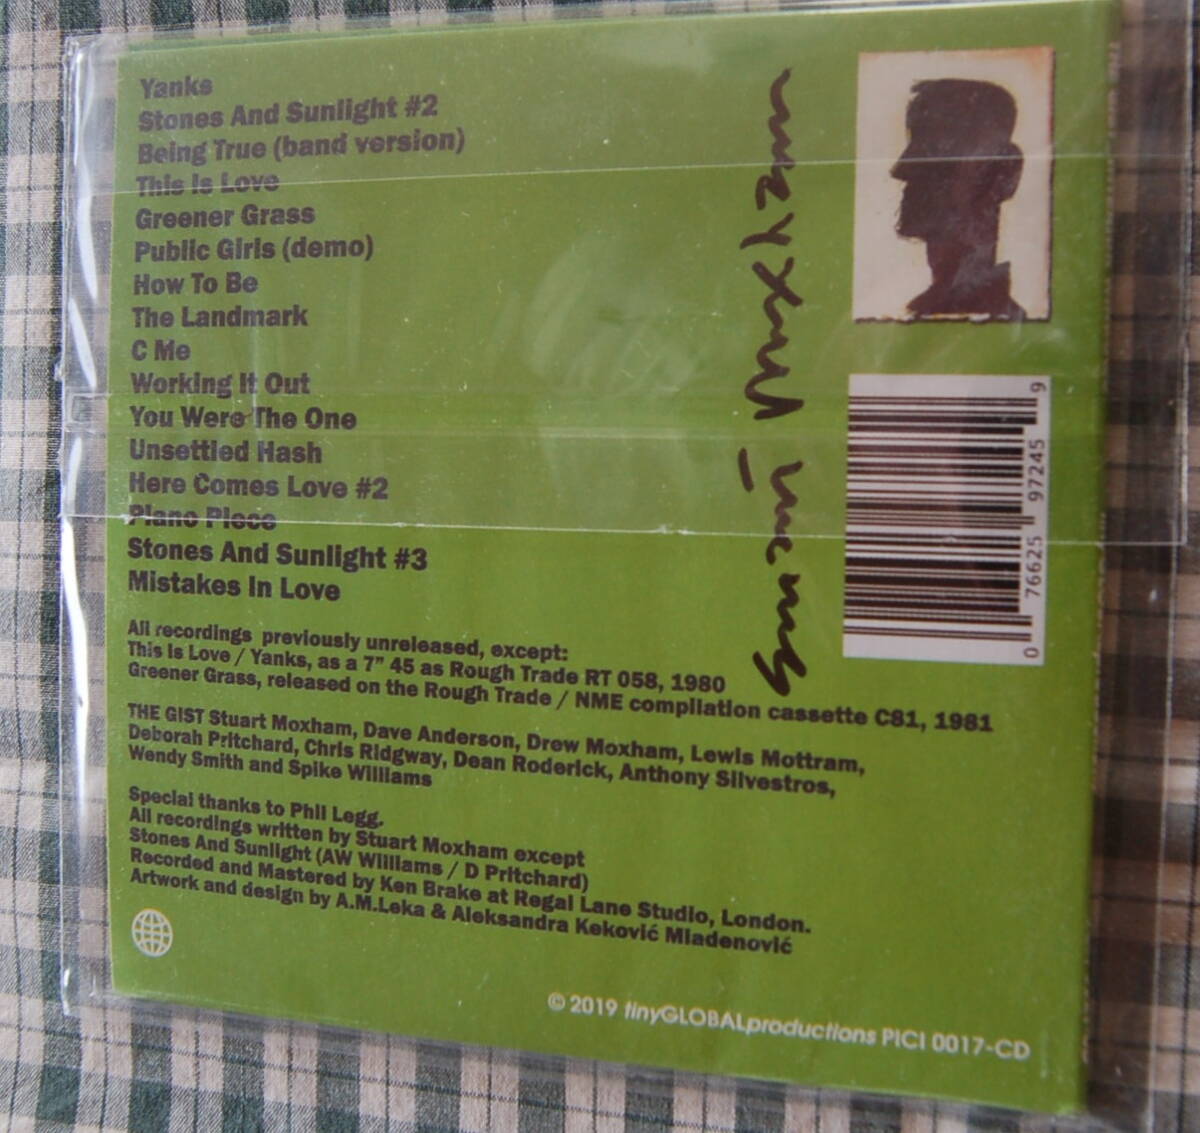 Yanks
Stones And Sunlight #2
Being True (band version)
This Is Love
Greener Grass
Public Girls (demo)
How To Be
The Landmark
C Me
Working It Out
You Were The One
Unsettled Hash
Here Comes Love #2
Piano Piece
Stones And Sunlight #3
Mistakes In Love
All recordings previously unreleased, except:
This Is Love / Yanks, as a 7” 45 as Rough Trade RT 058, 1980
Greener Grass, released on the Rough Trade / NME compilation cassette C81, 1981
THE GIST Stuart Moxham, Dave Anderson, Drew Moxham, Lewis Mottram,
Deborah Pritchard, Chris Ridgway, Dean Roderick, Anthony Silvestros,
Wendy Smith and Spike Williams
Special thanks to Phil Legg.
All recordings written by Stuart Moxham except
Stones And Sunlight (AW Williams / D Pritchard)
Recorded and Mastered by Ken Brake at Regal Lane Studio, London.
Artwork and design by A.M.Leka & Aleksandra Keković Mladenović
© 2019 tinyGLOBALproductions PICI 0017-CD
0 76625 97245 9